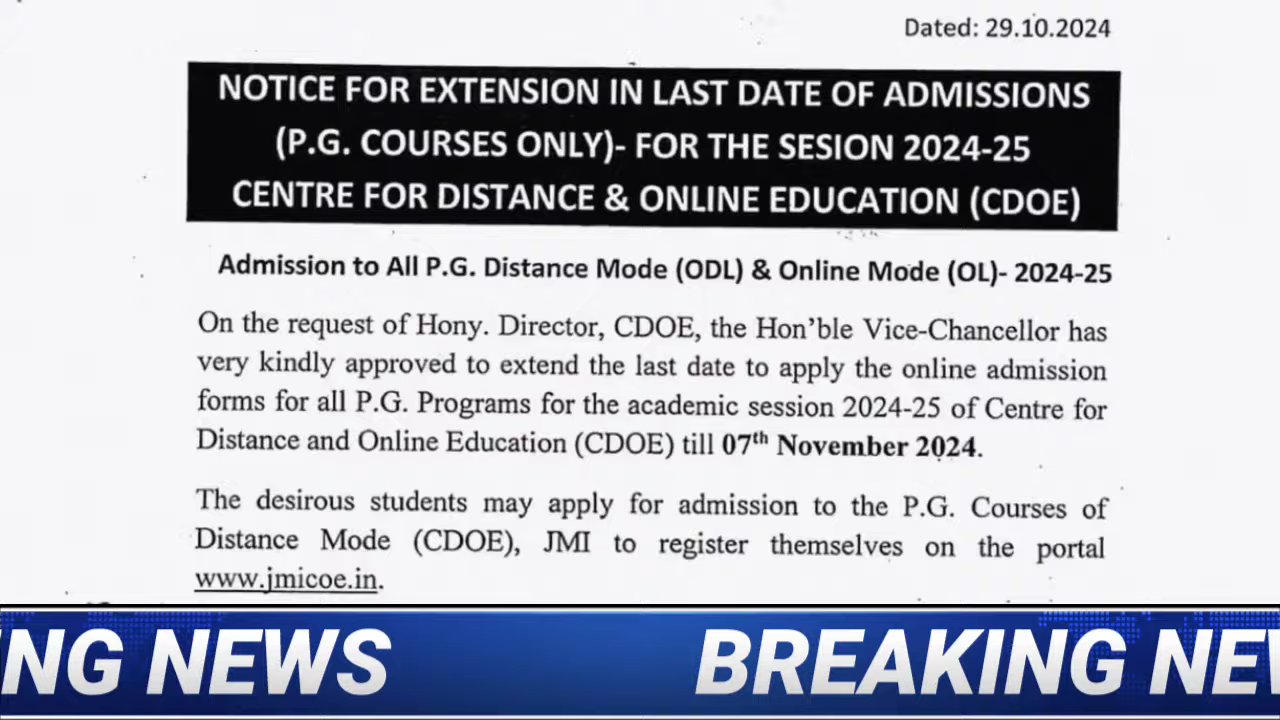 Dated: 29.10.2024
NOTICE FOR EXTENSION IN LAST DATE OF ADMISSIONS
(P.G. COURSES ONLY)- FOR THE SESION 2024-25
CENTRE FOR DISTANCE & ONLINE EDUCATION (CDOE)
Admission to All P.G. Distance Mode (ODL) & Online Mode (OL)- 2024-25
On the request of Hony. Director, CDOE, the Hon'ble Vice-Chancellor has
very kindly approved to extend the last date to apply the online admission
forms for all P.G. Programs for the academic session 2024-25 of Centre for
Distance and Online Education (CDOE) till 07th November 2024.
The desirous students may apply for admission to the P.G. Courses of
Distance Mode (CDOE), JMI to register themselves on the portal
www.jmicoe.in.
NG NEWS BREAKING NEW